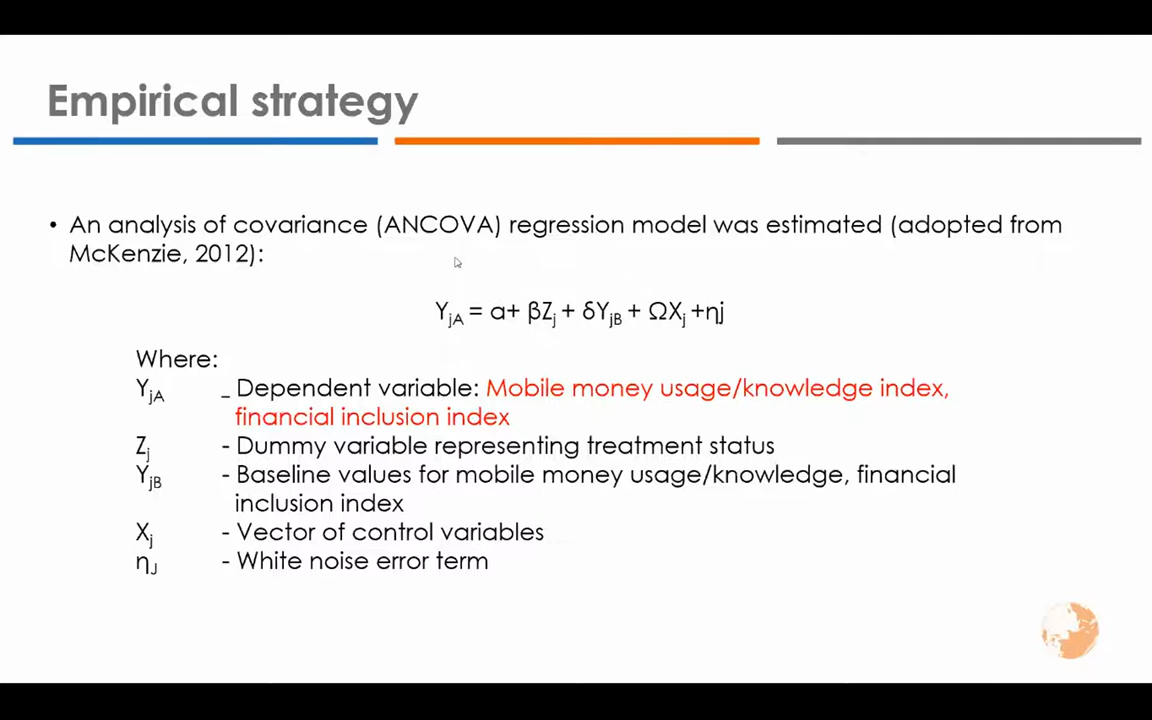 Empirical strategy
• An analysis of covariance (ANCOVA) regression model was estimated (adopted from
McKenzie, 2012):
YjA = α+ βZj + δYjB + ΩXj +ηj
Where:
YjA _ Dependent variable: Mobile money usage/knowledge index,
financial inclusion index
Zj - Dummy variable representing treatment status
YjB - Baseline values for mobile money usage/knowledge, financial
inclusion index
Xj - Vector of control variables
ηJ - White noise error term